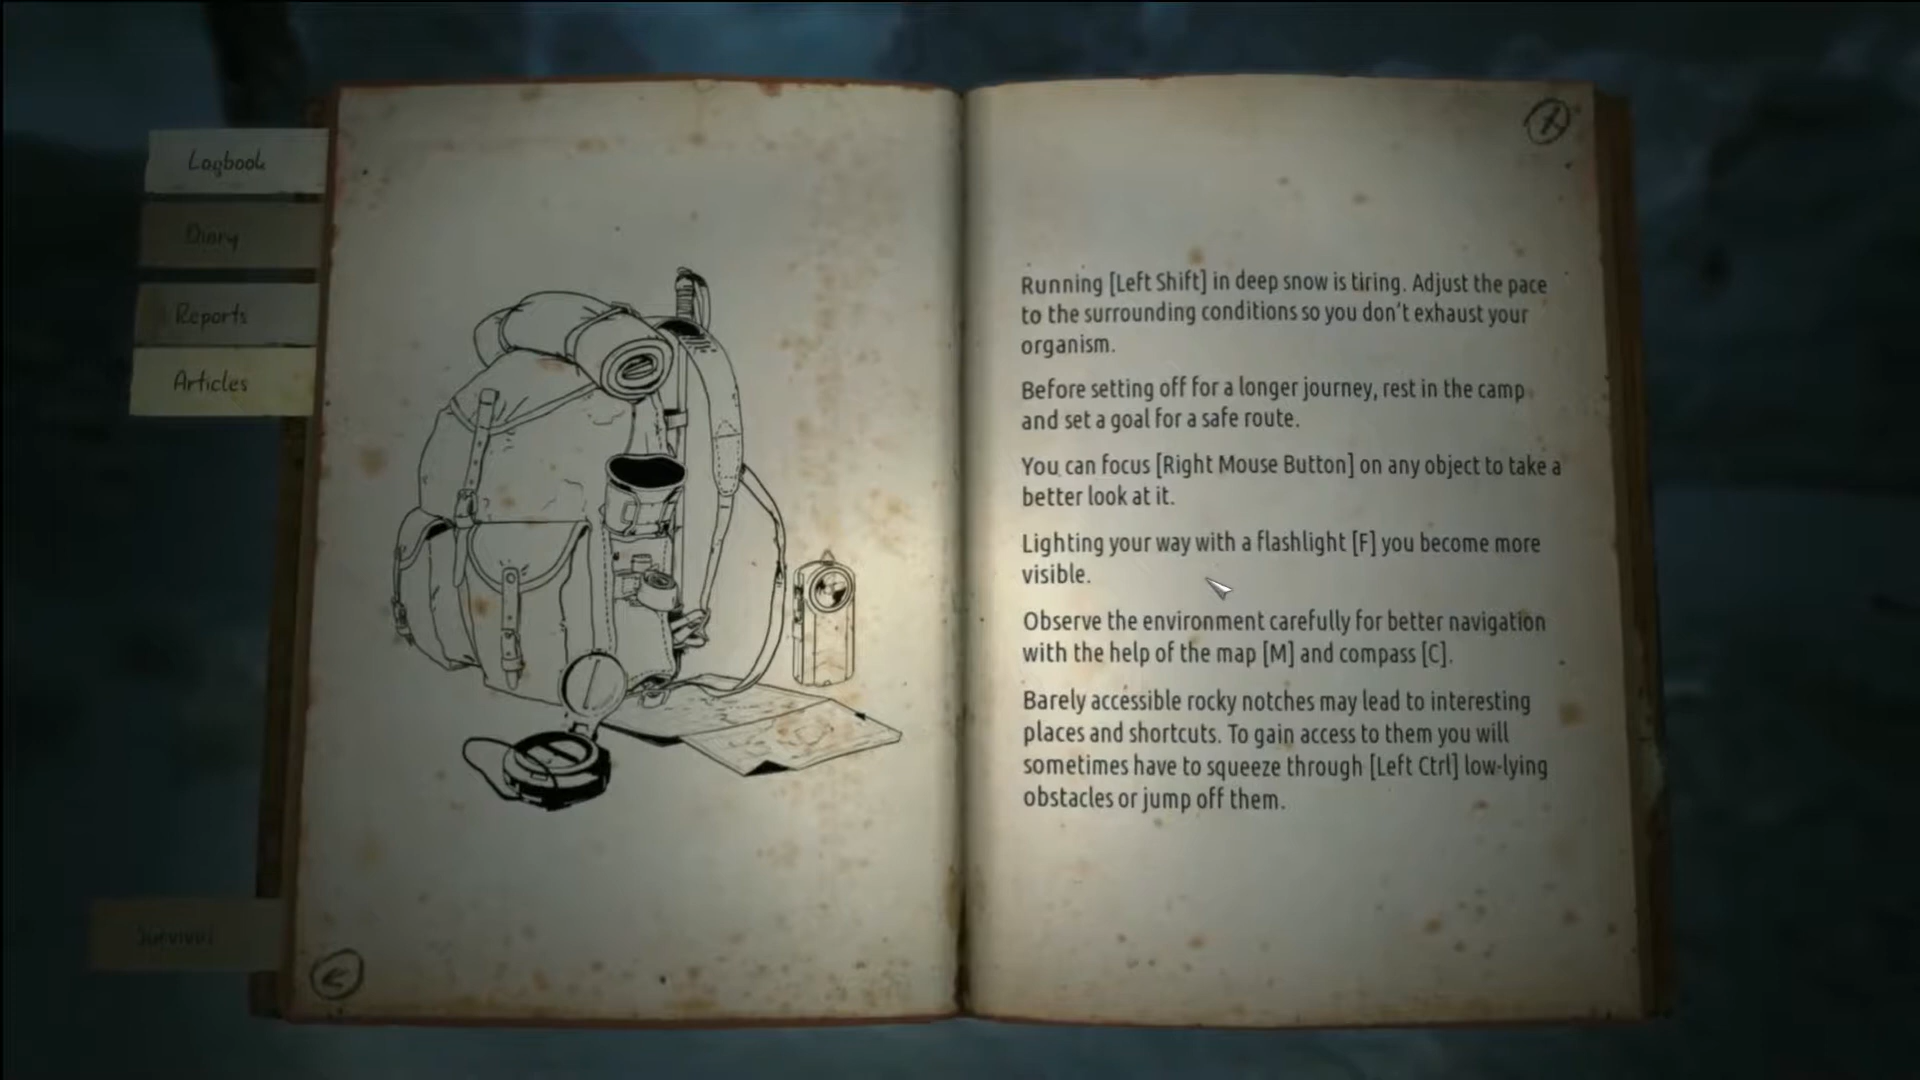 Logbook
Diary
Reports
Articles
Survival
Running [Left Shift] in deep snow is tiring. Adjust the pace
to the surrounding conditions so you don't exhaust your
organism.
Before setting off for a longer journey, rest in the camp
and set a goal for a safe route.
You can focus [Right Mouse Button] on any object to take a
better look at it.
Lighting your way with a flashlight [F] you become more
visible.
Observe the environment carefully for better navigation
with the help of the map [M] and compass [C].
Barely accessible rocky notches may lead to interesting
places and shortcuts. To gain access to them you will
sometimes have to squeeze through [Left Ctrl] low-lying
obstacles or jump off them.